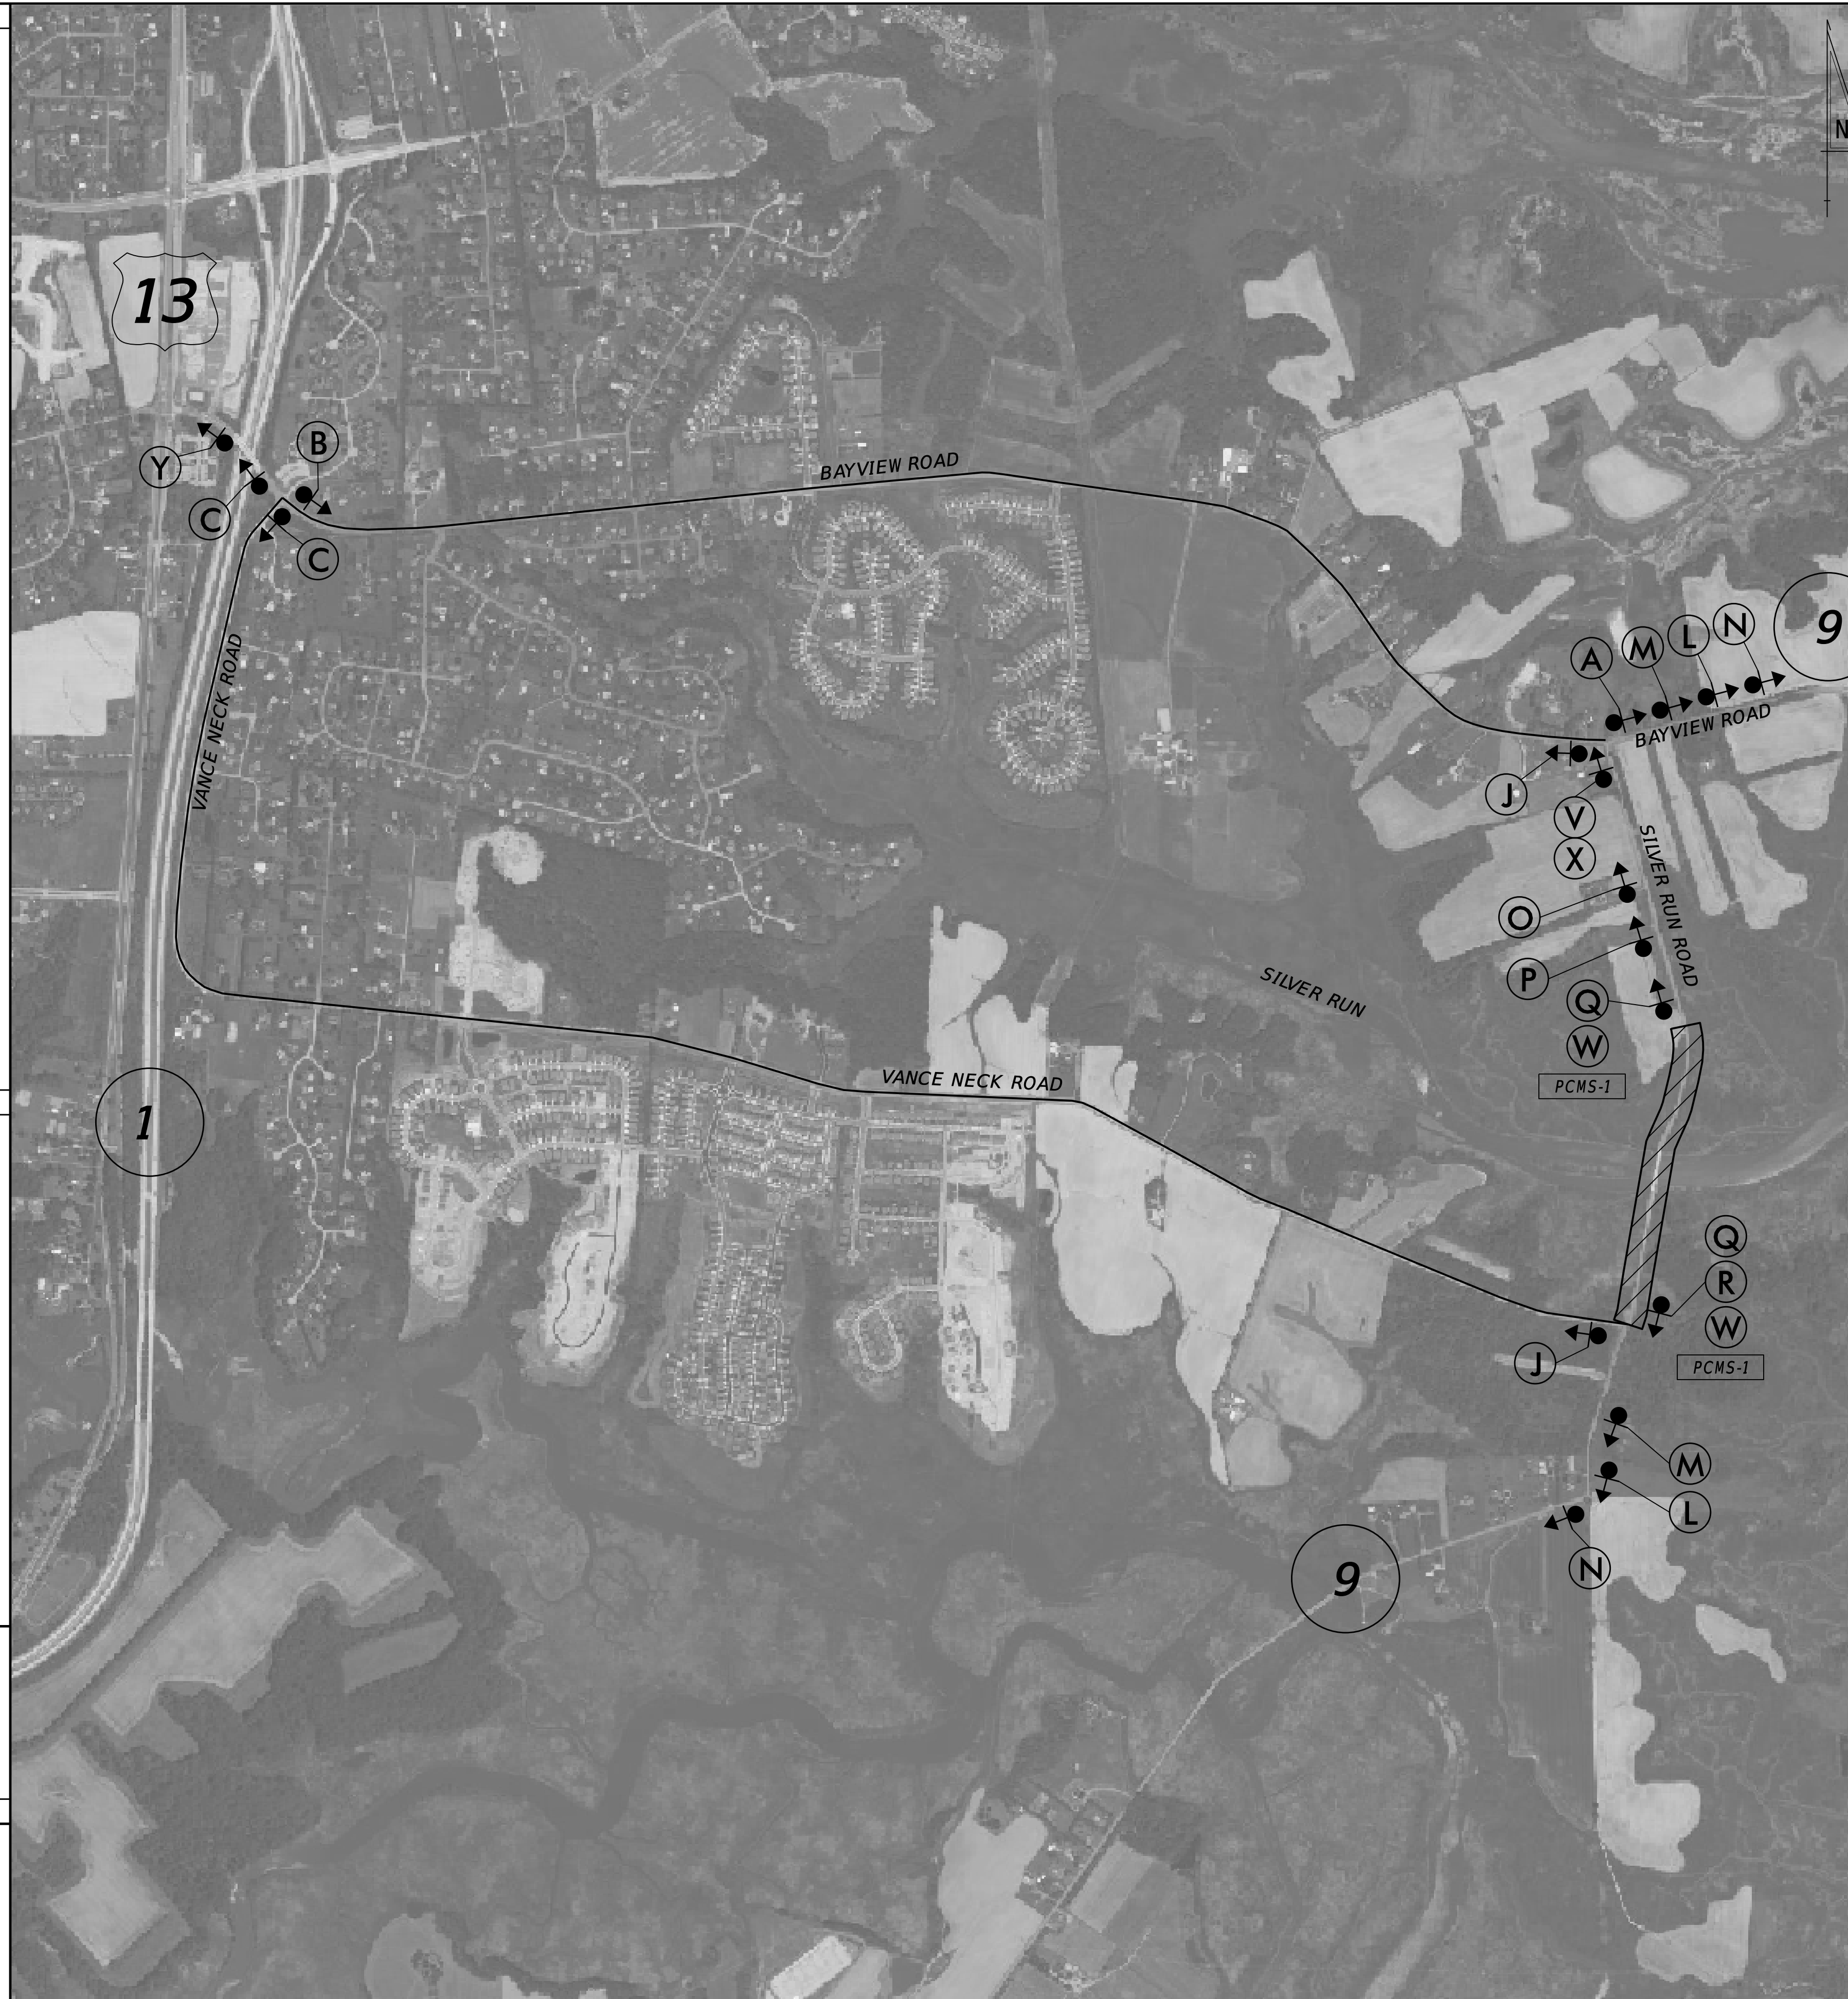 N
13
B
Y
BAYVIEW ROAD
C
C
9
N
L
M
A
VANCE NECK ROAD
BAYVIEW ROAD
J
V
X
SILVER RUN ROAD
O
P
SILVER RUN
Q
W
PCMS-1
VANCE NECK ROAD
1
Q
R
W
PCMS-1
J
M
L
N
9